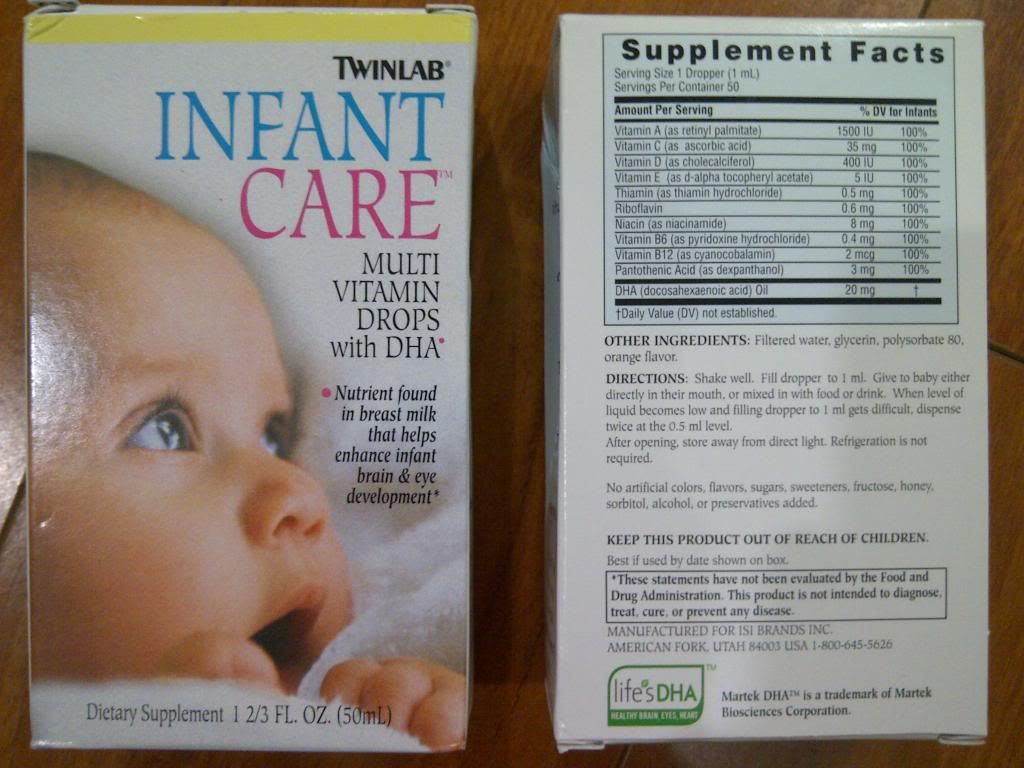 TWINLAB®
INFANT
CARE™
MULTI
VITAMIN
DROPS
with DHA•
• Nutrient found
in breast milk
that helps
enhance infant
brain & eye
development*
Dietary Supplement 1 2/3 FL. OZ. (50mL)
Supplement Facts
Serving Size 1 Dropper (1 mL)
Servings Per Container 50
Amount Per Serving % DV for Infants
Vitamin A (as retinyl palmitate) 1500 IU 100%
Vitamin C (as ascorbic acid) 35 mg 100%
Vitamin D (as cholecalciferol) 400 IU 100%
Vitamin E (as d-alpha tocopheryl acetate) 5 IU 100%
Thiamin (as thiamin hydrochloride) 0.5 mg 100%
Riboflavin 0.6 mg 100%
Niacin (as niacinamide) 8 mg 100%
Vitamin B6 (as pyridoxine hydrochloride) 0.4 mg 100%
Vitamin B12 (as cyanocobalamin) 2 mcg 100%
Pantothenic Acid (as dexpanthanol) 3 mg 100%
DHA (docosahexaenoic acid) Oil 20 mg †
†Daily Value (DV) not established.
OTHER INGREDIENTS: Filtered water, glycerin, polysorbate 80,
orange flavor.
DIRECTIONS: Shake well. Fill dropper to 1 ml. Give to baby either
directly in their mouth, or mixed in with food or drink. When level of
liquid becomes low and filling dropper to 1 ml gets difficult, dispense
twice at the 0.5 ml level.
After opening, store away from direct light. Refrigeration is not
required.
No artificial colors, flavors, sugars, sweeteners, fructose, honey,
sorbitol, alcohol, or preservatives added.
KEEP THIS PRODUCT OUT OF REACH OF CHILDREN.
Best if used by date shown on box.
*These statements have not been evaluated by the Food and
Drug Administration. This product is not intended to diagnose,
treat, cure, or prevent any disease.
MANUFACTURED FOR ISI BRANDS INC.
AMERICAN FORK, UTAH 84003 USA 1-800-645-5626
life'sDHA™
HEALTHY BRAIN, EYES, HEART
Martek DHA™ is a trademark of Martek
Biosciences Corporation.